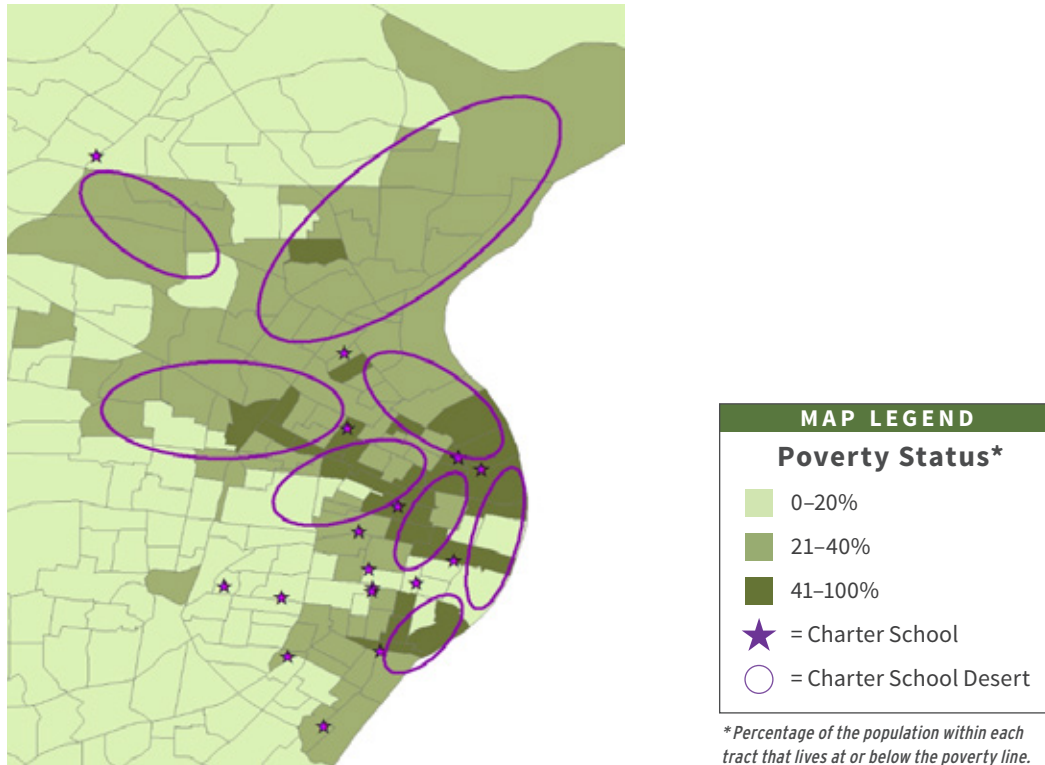 MAP LEGEND
Poverty Status*
0–20%
21–40%
41–100%
= Charter School
= Charter School Desert
* Percentage of the population within each
tract that lives at or below the poverty line.